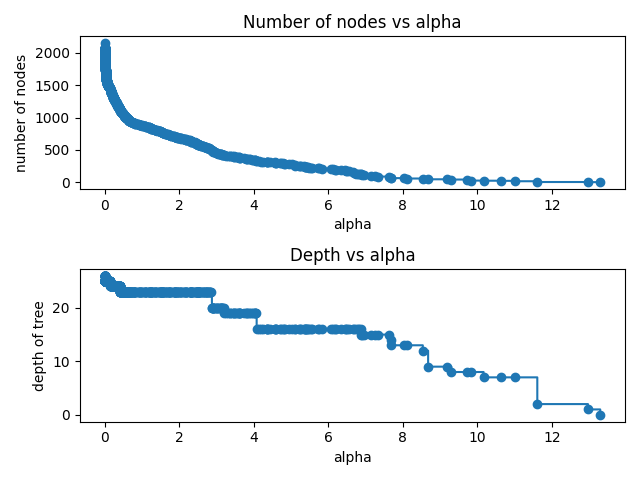 Number of nodes vs alpha
number of nodes
2000
1500
1000
500
0
0 2 4 6 8 10 12
alpha
Depth vs alpha
depth of tree
20
10
0
0 2 4 6 8 10 12
alpha